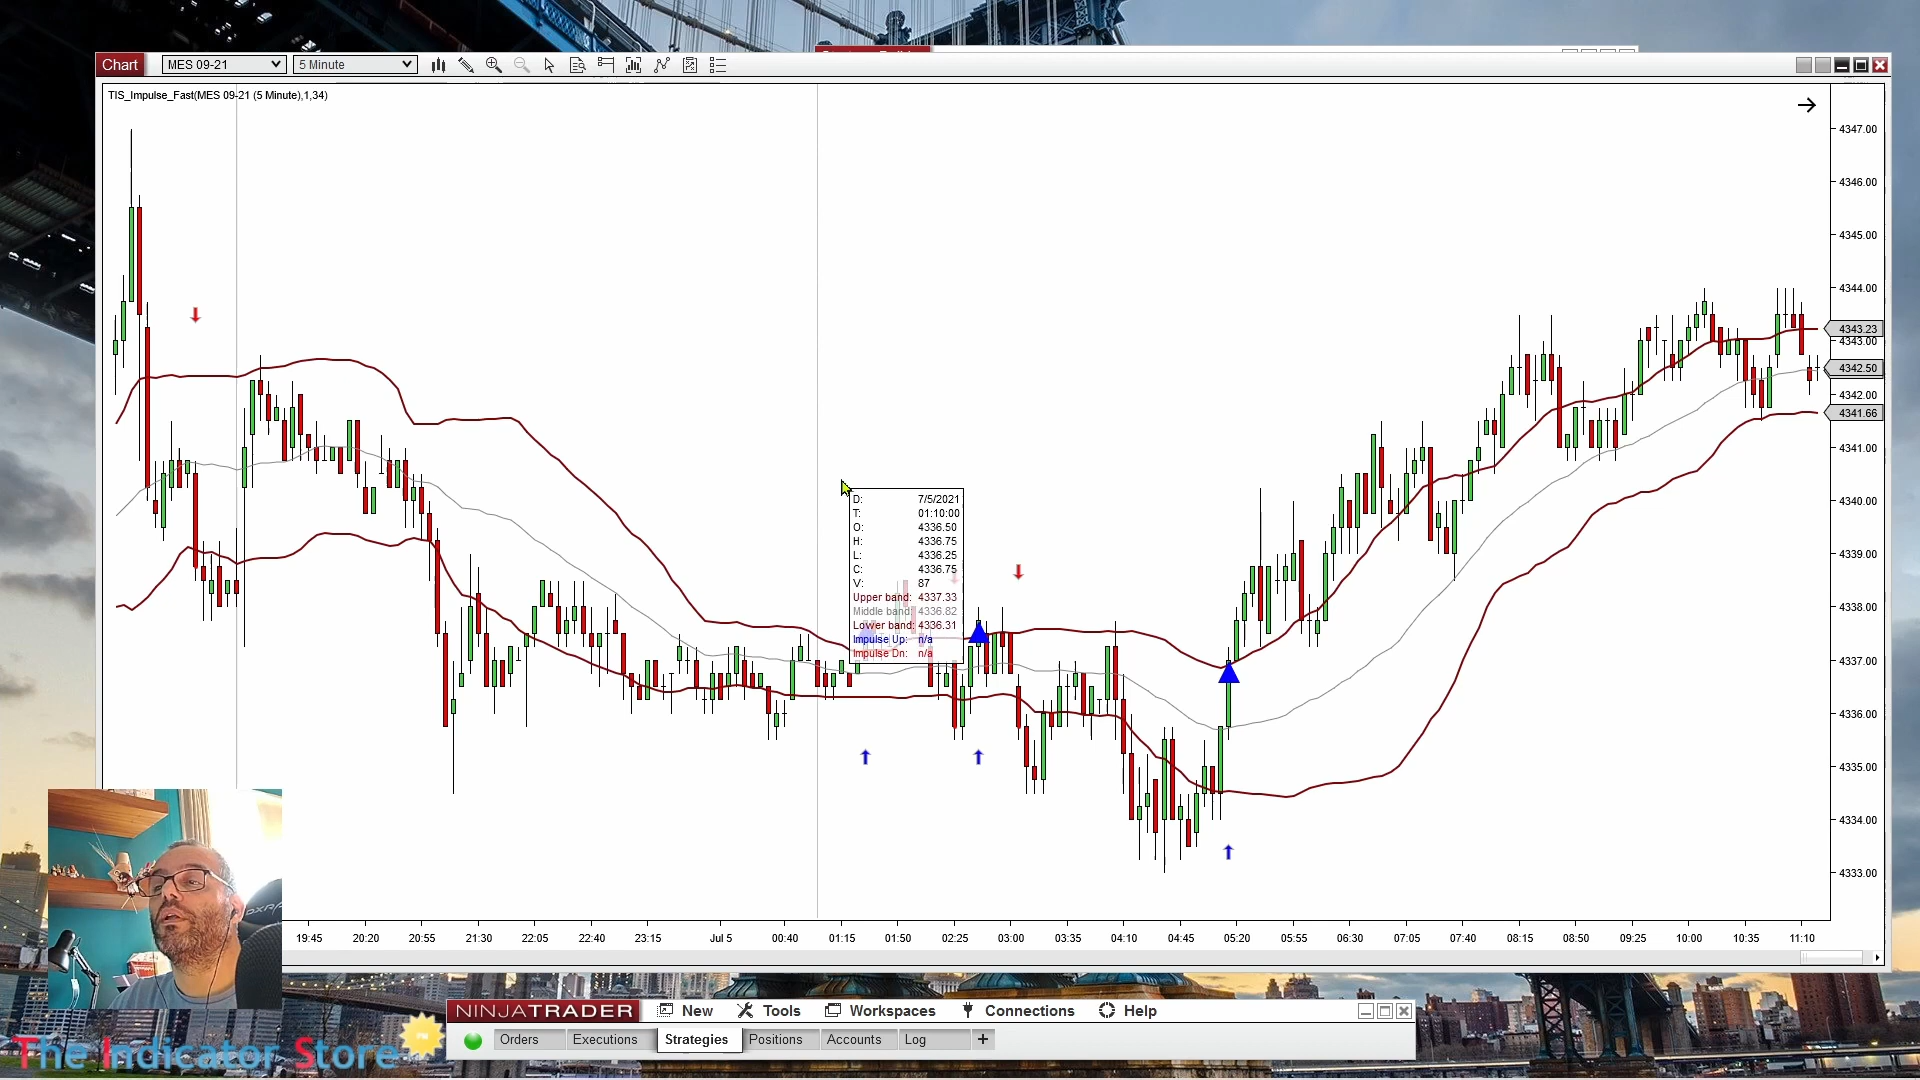 Chart
MES 09-21
5 Minute
TIS_Impulse_Fast(MES 09-21 (5 Minute),1,34)
4347.00
4346.00
4345.00
4344.00
4343.23
4343.00
4342.50
4342.00
4341.66
4341.00
4340.00
4339.00
4338.00
4337.00
4336.00
4335.00
4334.00
4333.00
D: 7/5/2021
T: 01:10:00
O: 4336.50
H: 4336.75
L: 4336.25
C: 4336.75
V: 87
Upper band: 4337.33
Middle band: 4336.82
Lower band: 4336.31
Impulse Up: n/a
Impulse Dn: n/a
19:45 20:20 20:55 21:30 22:05 22:40 23:15 Jul 5 00:40 01:15 01:50 02:25 03:00 03:35 04:10 04:45 05:20 05:55 06:30 07:05 07:40 08:15 08:50 09:25 10:00 10:35 11:10
NINJATRADER New Tools Workspaces Connections Help
Orders Executions Strategies Positions Accounts Log +
The Indicator Store